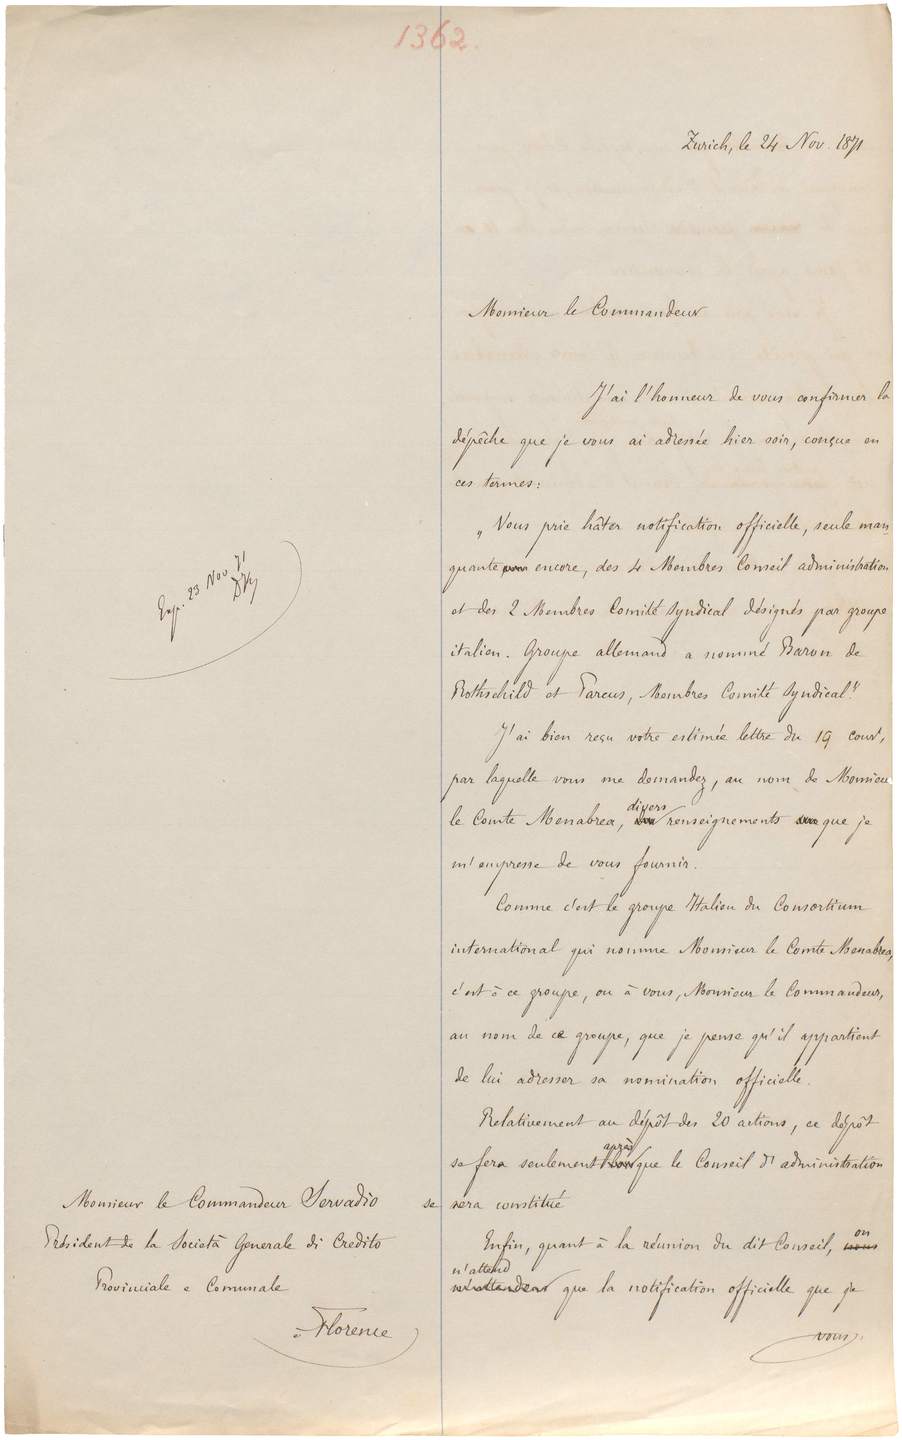 1362.
Zurich, le 24 Nov. 1871
Monsieur le Commandeur
J'ai l'honneur de vous confirmer la
dépêche que je vous ai adressée hier soir, conçue en
ces termes:
„Vous prie hâter notification officielle, seule man-
quante encore, des 4 Membres Conseil administration
et des 2 Membres Comité Syndical désignés par groupe
italien. Groupe allemand a nommé Baron de
Rothschild et Parcus, Membres Comité Syndical."
J'ai bien reçu votre estimée lettre du 19 cour.t,
par laquelle vous me demandez, au nom de Monsieur
le Comte Menabrea, divers renseignements que je
m'empresse de vous fournir.
Comme c'est le groupe Italien du Consortium
international qui nomme Monsieur le Comte Menabrea,
c'est à ce groupe, ou à vous, Monsieur le Commandeur,
au nom de ce groupe, que je pense qu'il appartient
de lui adresser sa nomination officielle.
Relativement au dépôt des 20 actions, ce dépôt
se fera seulement après que le Conseil d'administration
se sera constitué
Enfin, quant à la réunion du dit Conseil, on
n'attend que la notification officielle que je
vous
Exp. 23 Nov. 71
Monsieur le Commandeur Servadio
Président de la Società Generale di Credito
Provinciale e Comunale
à Florence